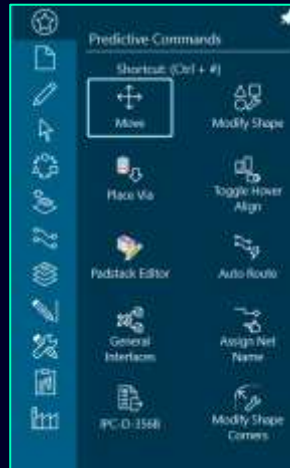 Predictive Commands
Shortcut: (Ctrl + #)
Move
Modify Shape
Place Via
Toggle Hover
Align
Padstack Editor
Auto Route
General
Interfaces
Assign Net
Name
IPC-D-356B
Modify Shape
Corners